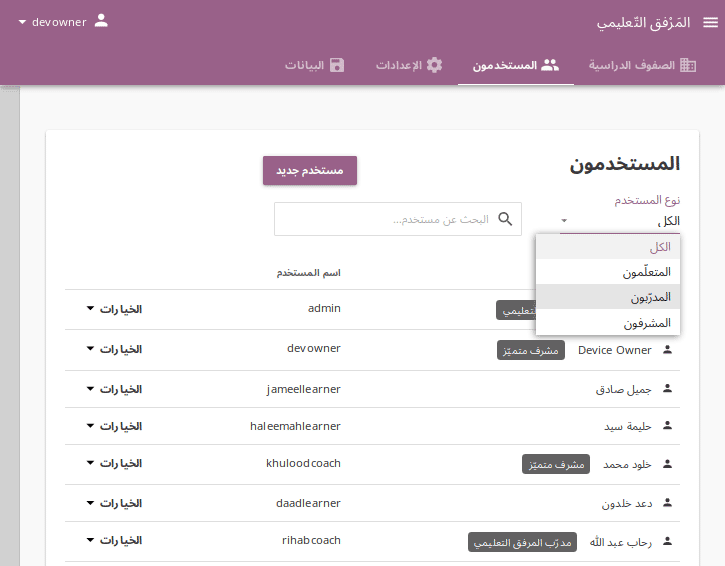 المَرْفق التّعليمي
devowner
الصفوف الدراسية
المستخدمون
الإعدادات
البيانات
المستخدمون
مستخدم جديد
نوع المستخدم
الكل
البحث عن مستخدم...
الكل
المتعلّمون
المدرّبون
المشرفون
اسم المستخدم
التعليمي admin الخيارات
Device Owner مشرف متميّز devowner الخيارات
جميل صادق jameellearner الخيارات
حليمة سيد haleemahlearner الخيارات
خلود محمد مشرف متميّز khuloodcoach الخيارات
دعد خلدون daadlearner الخيارات
رحاب عبد الله مدرّب المرفق التعليمي rihabcoach الخيارات